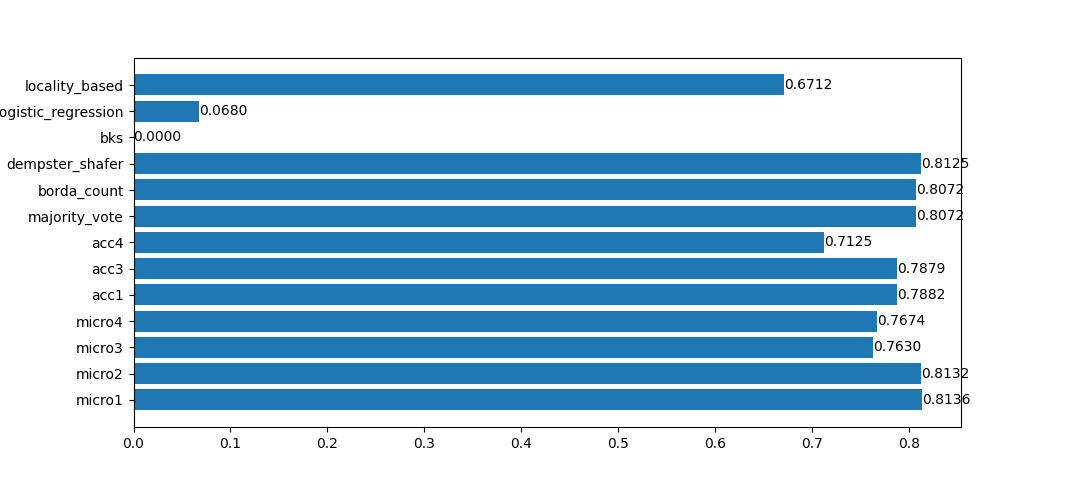 locality_based 0.6712
ogistic_regression 0.0680
bks 0.0000
dempster_shafer 0.8125
borda_count 0.8072
majority_vote 0.8072
acc4 0.7125
acc3 0.7879
acc1 0.7882
micro4 0.7674
micro3 0.7630
micro2 0.8132
micro1 0.8136
0.0 0.1 0.2 0.3 0.4 0.5 0.6 0.7 0.8